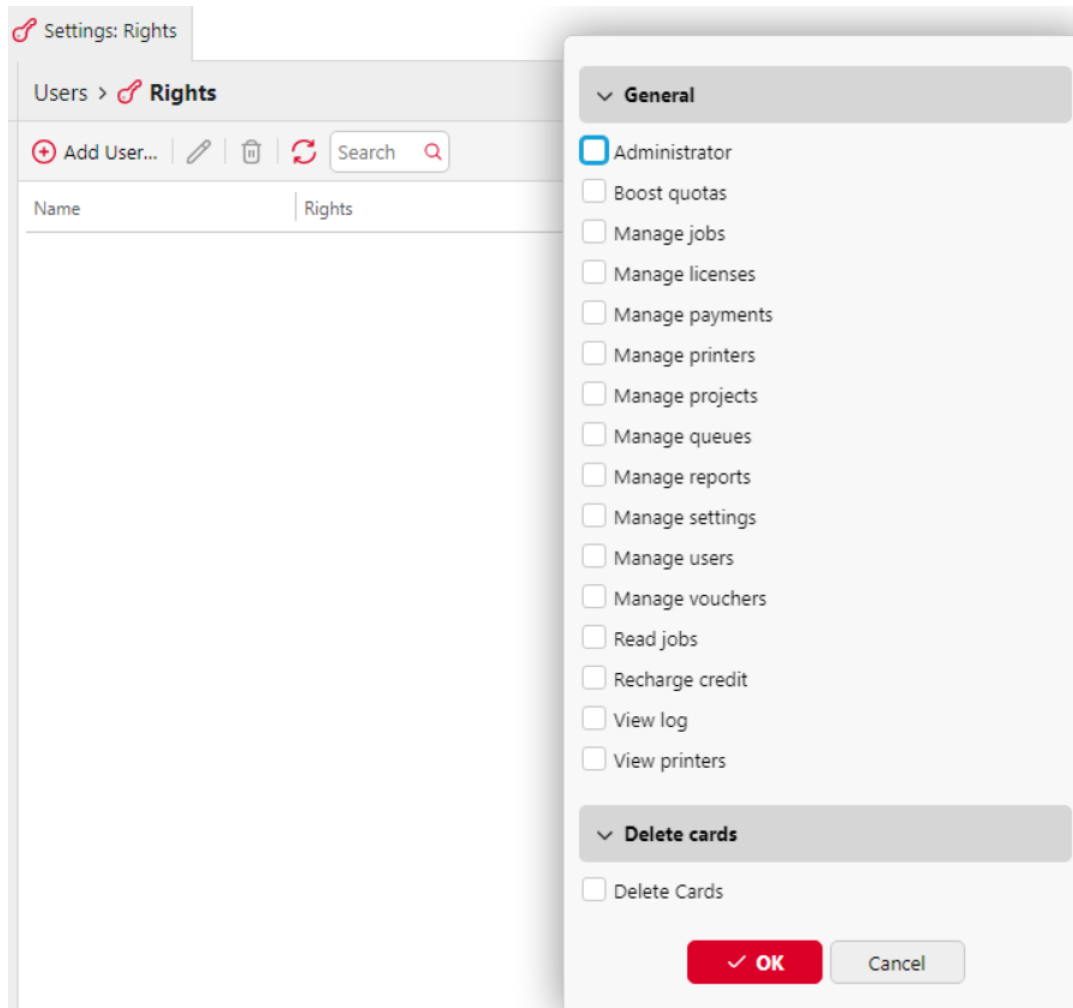 Settings: Rights
Users > Rights
Add User...
Search
Name
Rights
General
Administrator
Boost quotas
Manage jobs
Manage licenses
Manage payments
Manage printers
Manage projects
Manage queues
Manage reports
Manage settings
Manage users
Manage vouchers
Read jobs
Recharge credit
View log
View printers
Delete cards
Delete Cards
OK
Cancel